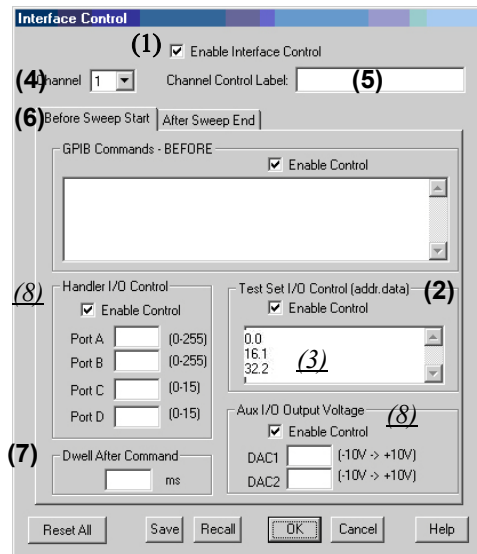 Interface Control
(1) Enable Interface Control
(4) Channel 1 Channel Control Label: (5)
(6) Before Sweep Start After Sweep End
GPIB Commands - BEFORE
Enable Control
(8) Handler I/O Control
Enable Control
Port A (0-255)
Port B (0-255)
Port C (0-15)
Port D (0-15)
Test Set I/O Control (addr.data) (2)
Enable Control
0.0
16.1
32.2
(3)
Aux I/O Output Voltage (8)
Enable Control
DAC1 (-10V -> +10V)
DAC2 (-10V -> +10V)
(7) Dwell After Command
ms
Reset All Save Recall OK Cancel Help